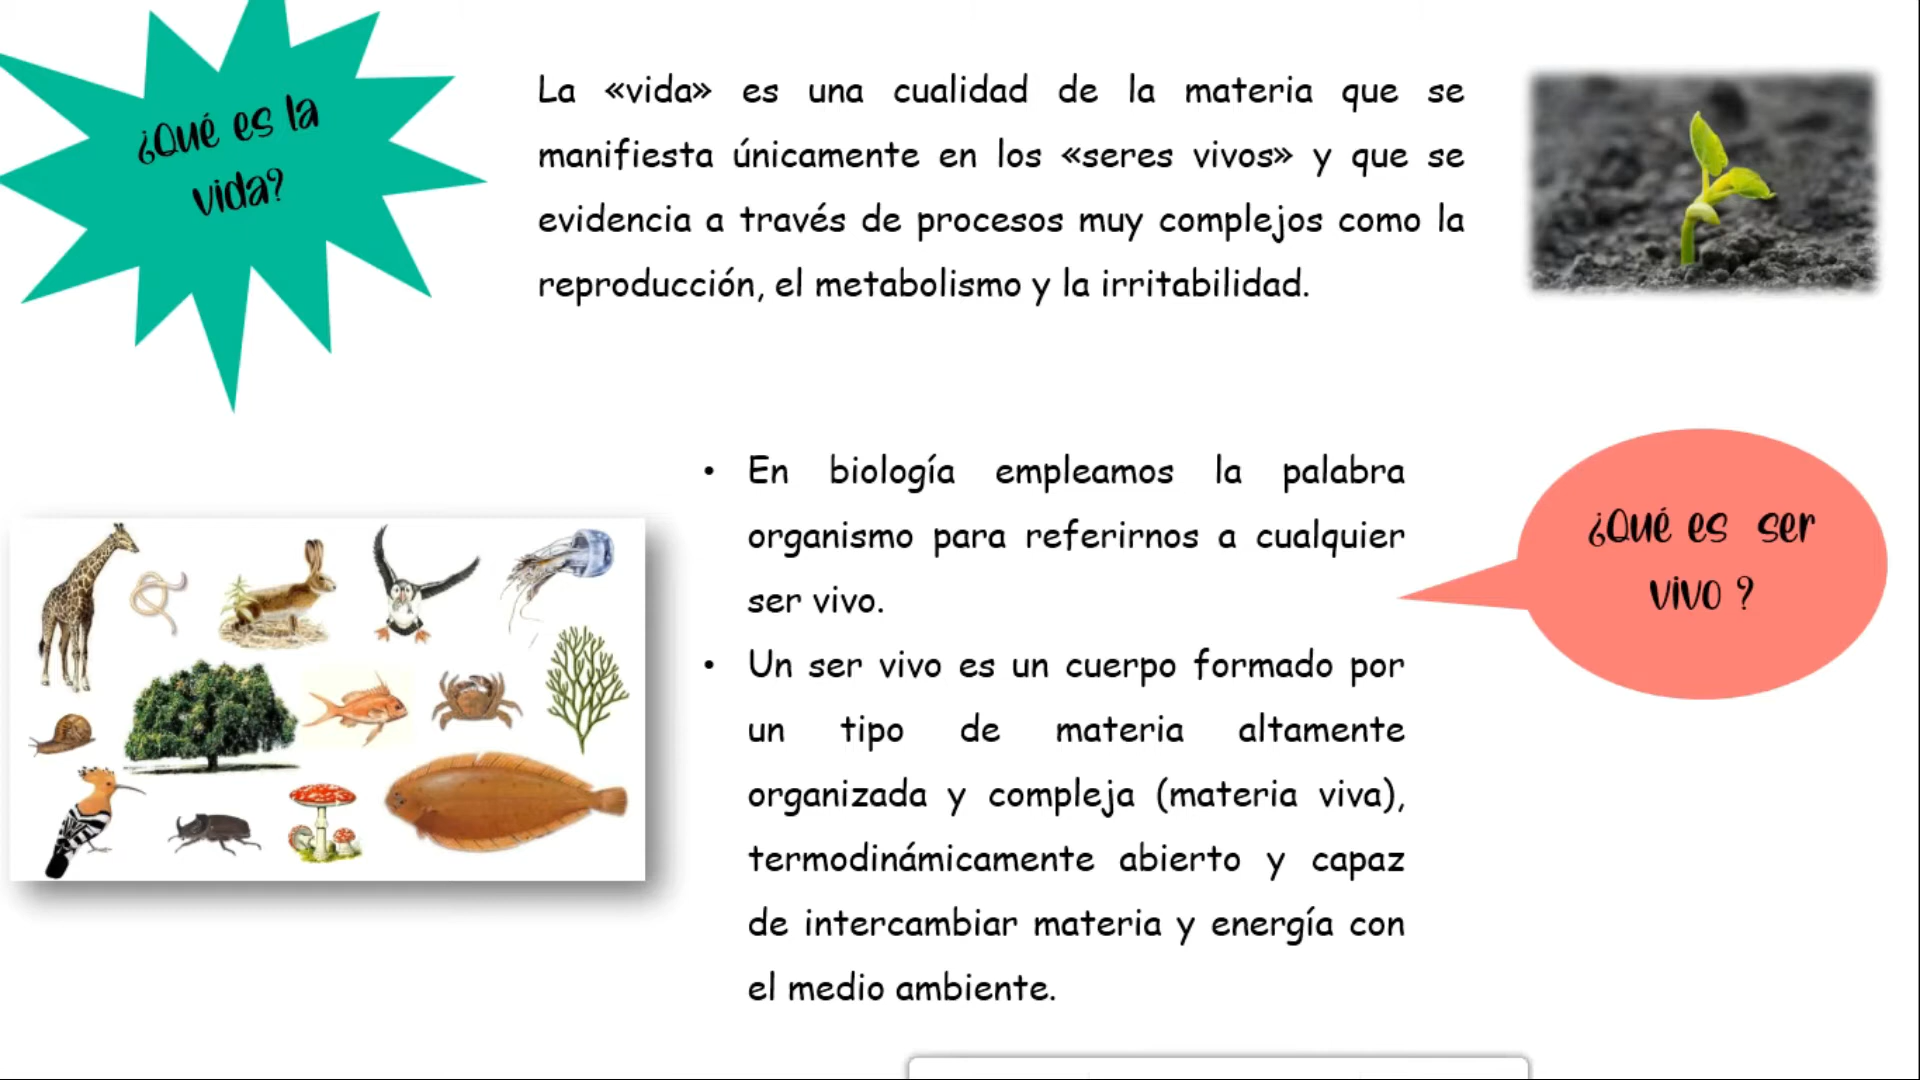 ¿Qué es la
vida?
La «vida» es una cualidad de la materia que se
manifiesta únicamente en los «seres vivos» y que se
evidencia a través de procesos muy complejos como la
reproducción, el metabolismo y la irritabilidad.
• En biología empleamos la palabra
organismo para referirnos a cualquier
ser vivo.
• Un ser vivo es un cuerpo formado por
un tipo de materia altamente
organizada y compleja (materia viva),
termodinámicamente abierto y capaz
de intercambiar materia y energía con
el medio ambiente.
¿Qué es ser
vivo ?